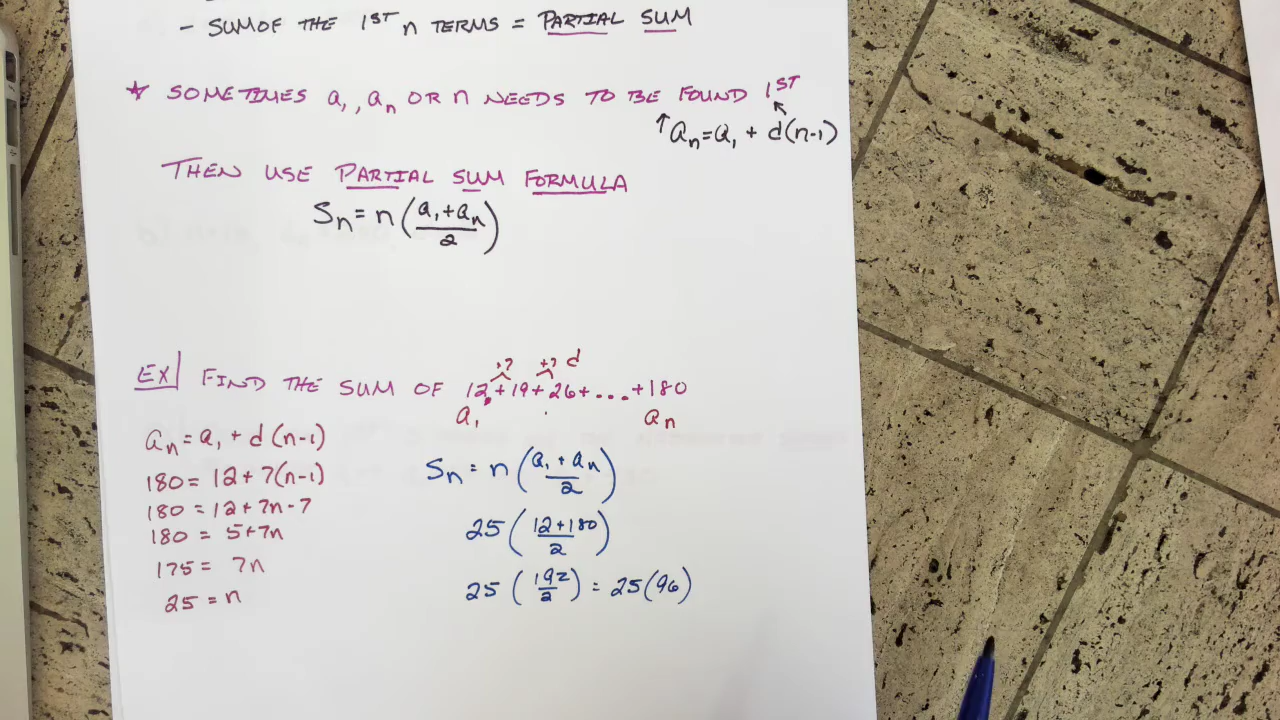 - SUM OF THE 1ST n TERMS = PARTIAL SUM
* SOMETIMES a₁, aₙ OR n NEEDS TO BE FOUND 1ST
↑ aₙ = a₁ + d(n-1)
THEN USE PARTIAL SUM FORMULA
Sₙ = n ( (a₁+aₙ)/2 )
+7 +7 d
EX| FIND THE SUM OF 12+19+26+...+180
a₁ aₙ
aₙ = a₁ + d(n-1)
180 = 12 + 7(n-1)
180 = 12 + 7n - 7
180 = 5+7n
175 = 7n
25 = n
Sₙ = n ( (a₁ + aₙ)/2 )
25 ( (12+180)/2 )
25 ( 192/2 ) = 25(96)